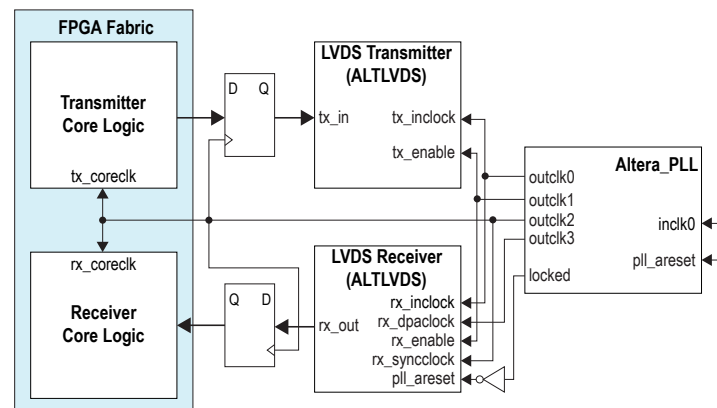 FPGA Fabric
Transmitter
Core Logic
tx_coreclk
D Q
LVDS Transmitter
(ALTLVDS)
tx_in
tx_inclock
tx_enable
Altera_PLL
outclk0
outclk1
outclk2
outclk3
locked
inclk0
pll_areset
rx_coreclk
Receiver
Core Logic
Q D
LVDS Receiver
(ALTLVDS)
rx_out
rx_inclock
rx_dpaclock
rx_enable
rx_syncclock
pll_areset